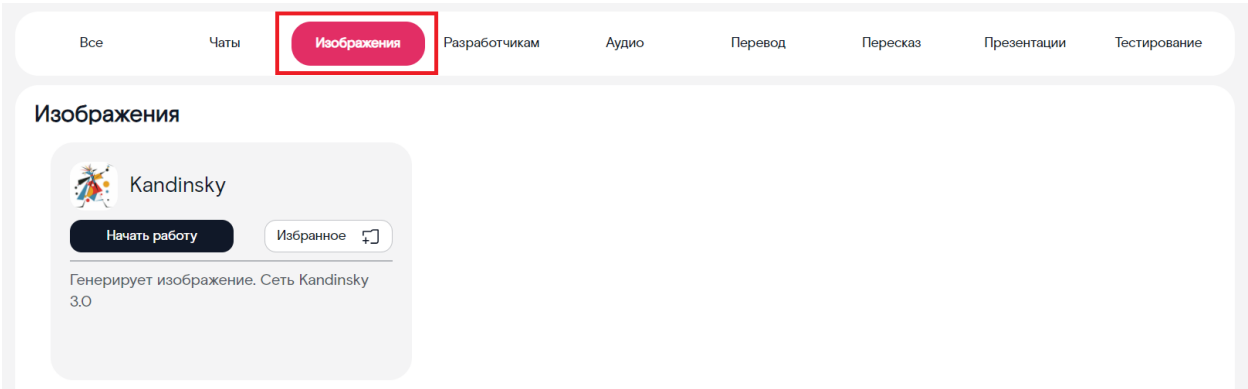 Все Чаты Изображения Разработчикам Аудио Перевод Пересказ Презентации Тестирование
Изображения
Kandinsky
Начать работу Избранное
Генерирует изображение. Сеть Kandinsky
3.0